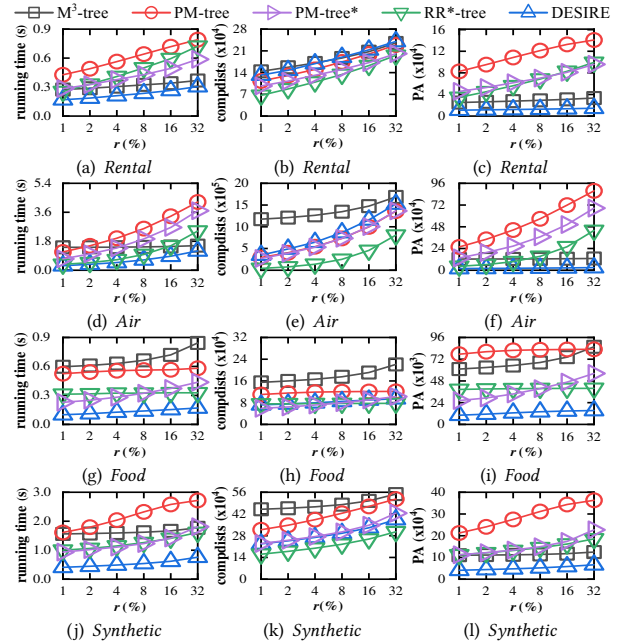 M³-tree PM-tree PM-tree* RR*-tree DESIRE
running time (s) 0.9 0.6 0.3 0.0 1 2 4 8 16 32 r (%)
compdists (x10⁴) 28 21 14 7 0 1 2 4 8 16 32 r (%)
PA (x10⁴) 16 12 8 4 0 1 2 4 8 16 32 r (%)
(a) Rental (b) Rental (c) Rental
running time (s) 5.4 3.6 1.8 0.0 1 2 4 8 16 32 r (%)
compdists (x10⁵) 20 15 10 5 0 1 2 4 8 16 32 r (%)
PA (x10⁴) 96 72 48 24 0 1 2 4 8 16 32 r (%)
(d) Air (e) Air (f) Air
running time (s) 0.9 0.6 0.3 0.0 1 2 4 8 16 32 r (%)
compdists (x10⁴) 32 24 16 8 0 1 2 4 8 16 32 r (%)
PA (x10³) 96 72 48 24 0 1 2 4 8 16 32 r (%)
(g) Food (h) Food (i) Food
running time (s) 3.0 2.0 1.0 0.0 1 2 4 8 16 32 r (%)
compdists (x10⁴) 56 42 28 14 0 1 2 4 8 16 32 r (%)
PA (x10⁴) 40 30 20 10 0 1 2 4 8 16 32 r (%)
(j) Synthetic (k) Synthetic (l) Synthetic